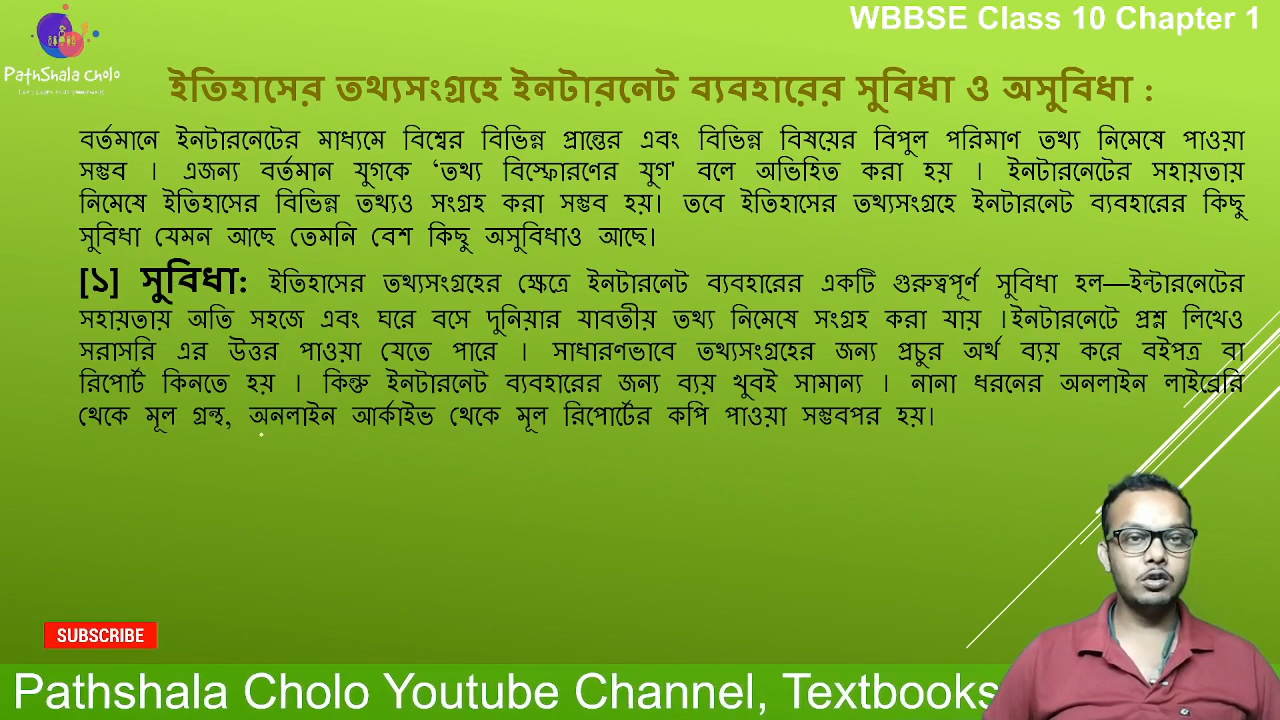 WBBSE Class 10 Chapter 1
PathShala Cholo
ইতিহাসের তথ্যসংগ্রহে ইনটারনেট ব্যবহারের সুবিধা ও অসুবিধা :
বর্তমানে ইনটারনেটের মাধ্যমে বিশ্বের বিভিন্ন প্রান্তের এবং বিভিন্ন বিষয়ের বিপুল পরিমাণ তথ্য নিমেষে পাওয়া
সম্ভব । এজন্য বর্তমান যুগকে ‘তথ্য বিস্ফোরণের যুগ' বলে অভিহিত করা হয় । ইনটারনেটের সহায়তায়
নিমেষে ইতিহাসের বিভিন্ন তথ্যও সংগ্রহ করা সম্ভব হয়। তবে ইতিহাসের তথ্যসংগ্রহে ইনটারনেট ব্যবহারের কিছু
সুবিধা যেমন আছে তেমনি বেশ কিছু অসুবিধাও আছে।
[১] সুবিধা: ইতিহাসের তথ্যসংগ্রহের ক্ষেত্রে ইনটারনেট ব্যবহারের একটি গুরুত্বপূর্ণ সুবিধা হল—ইন্টারনেটের
সহায়তায় অতি সহজে এবং ঘরে বসে দুনিয়ার যাবতীয় তথ্য নিমেষে সংগ্রহ করা যায় ।ইনটারনেটে প্রশ্ন লিখেও
সরাসরি এর উত্তর পাওয়া যেতে পারে । সাধারণভাবে তথ্যসংগ্রহের জন্য প্রচুর অর্থ ব্যয় করে বইপত্র বা
রিপোর্ট কিনতে হয় । কিন্তু ইনটারনেট ব্যবহারের জন্য ব্যয় খুবই সামান্য । নানা ধরনের অনলাইন লাইব্রেরি
থেকে মূল গ্রন্থ, অনলাইন আর্কাইভ থেকে মূল রিপোর্টের কপি পাওয়া সম্ভবপর হয়।
SUBSCRIBE
Pathshala Cholo Youtube Channel, Textbooks